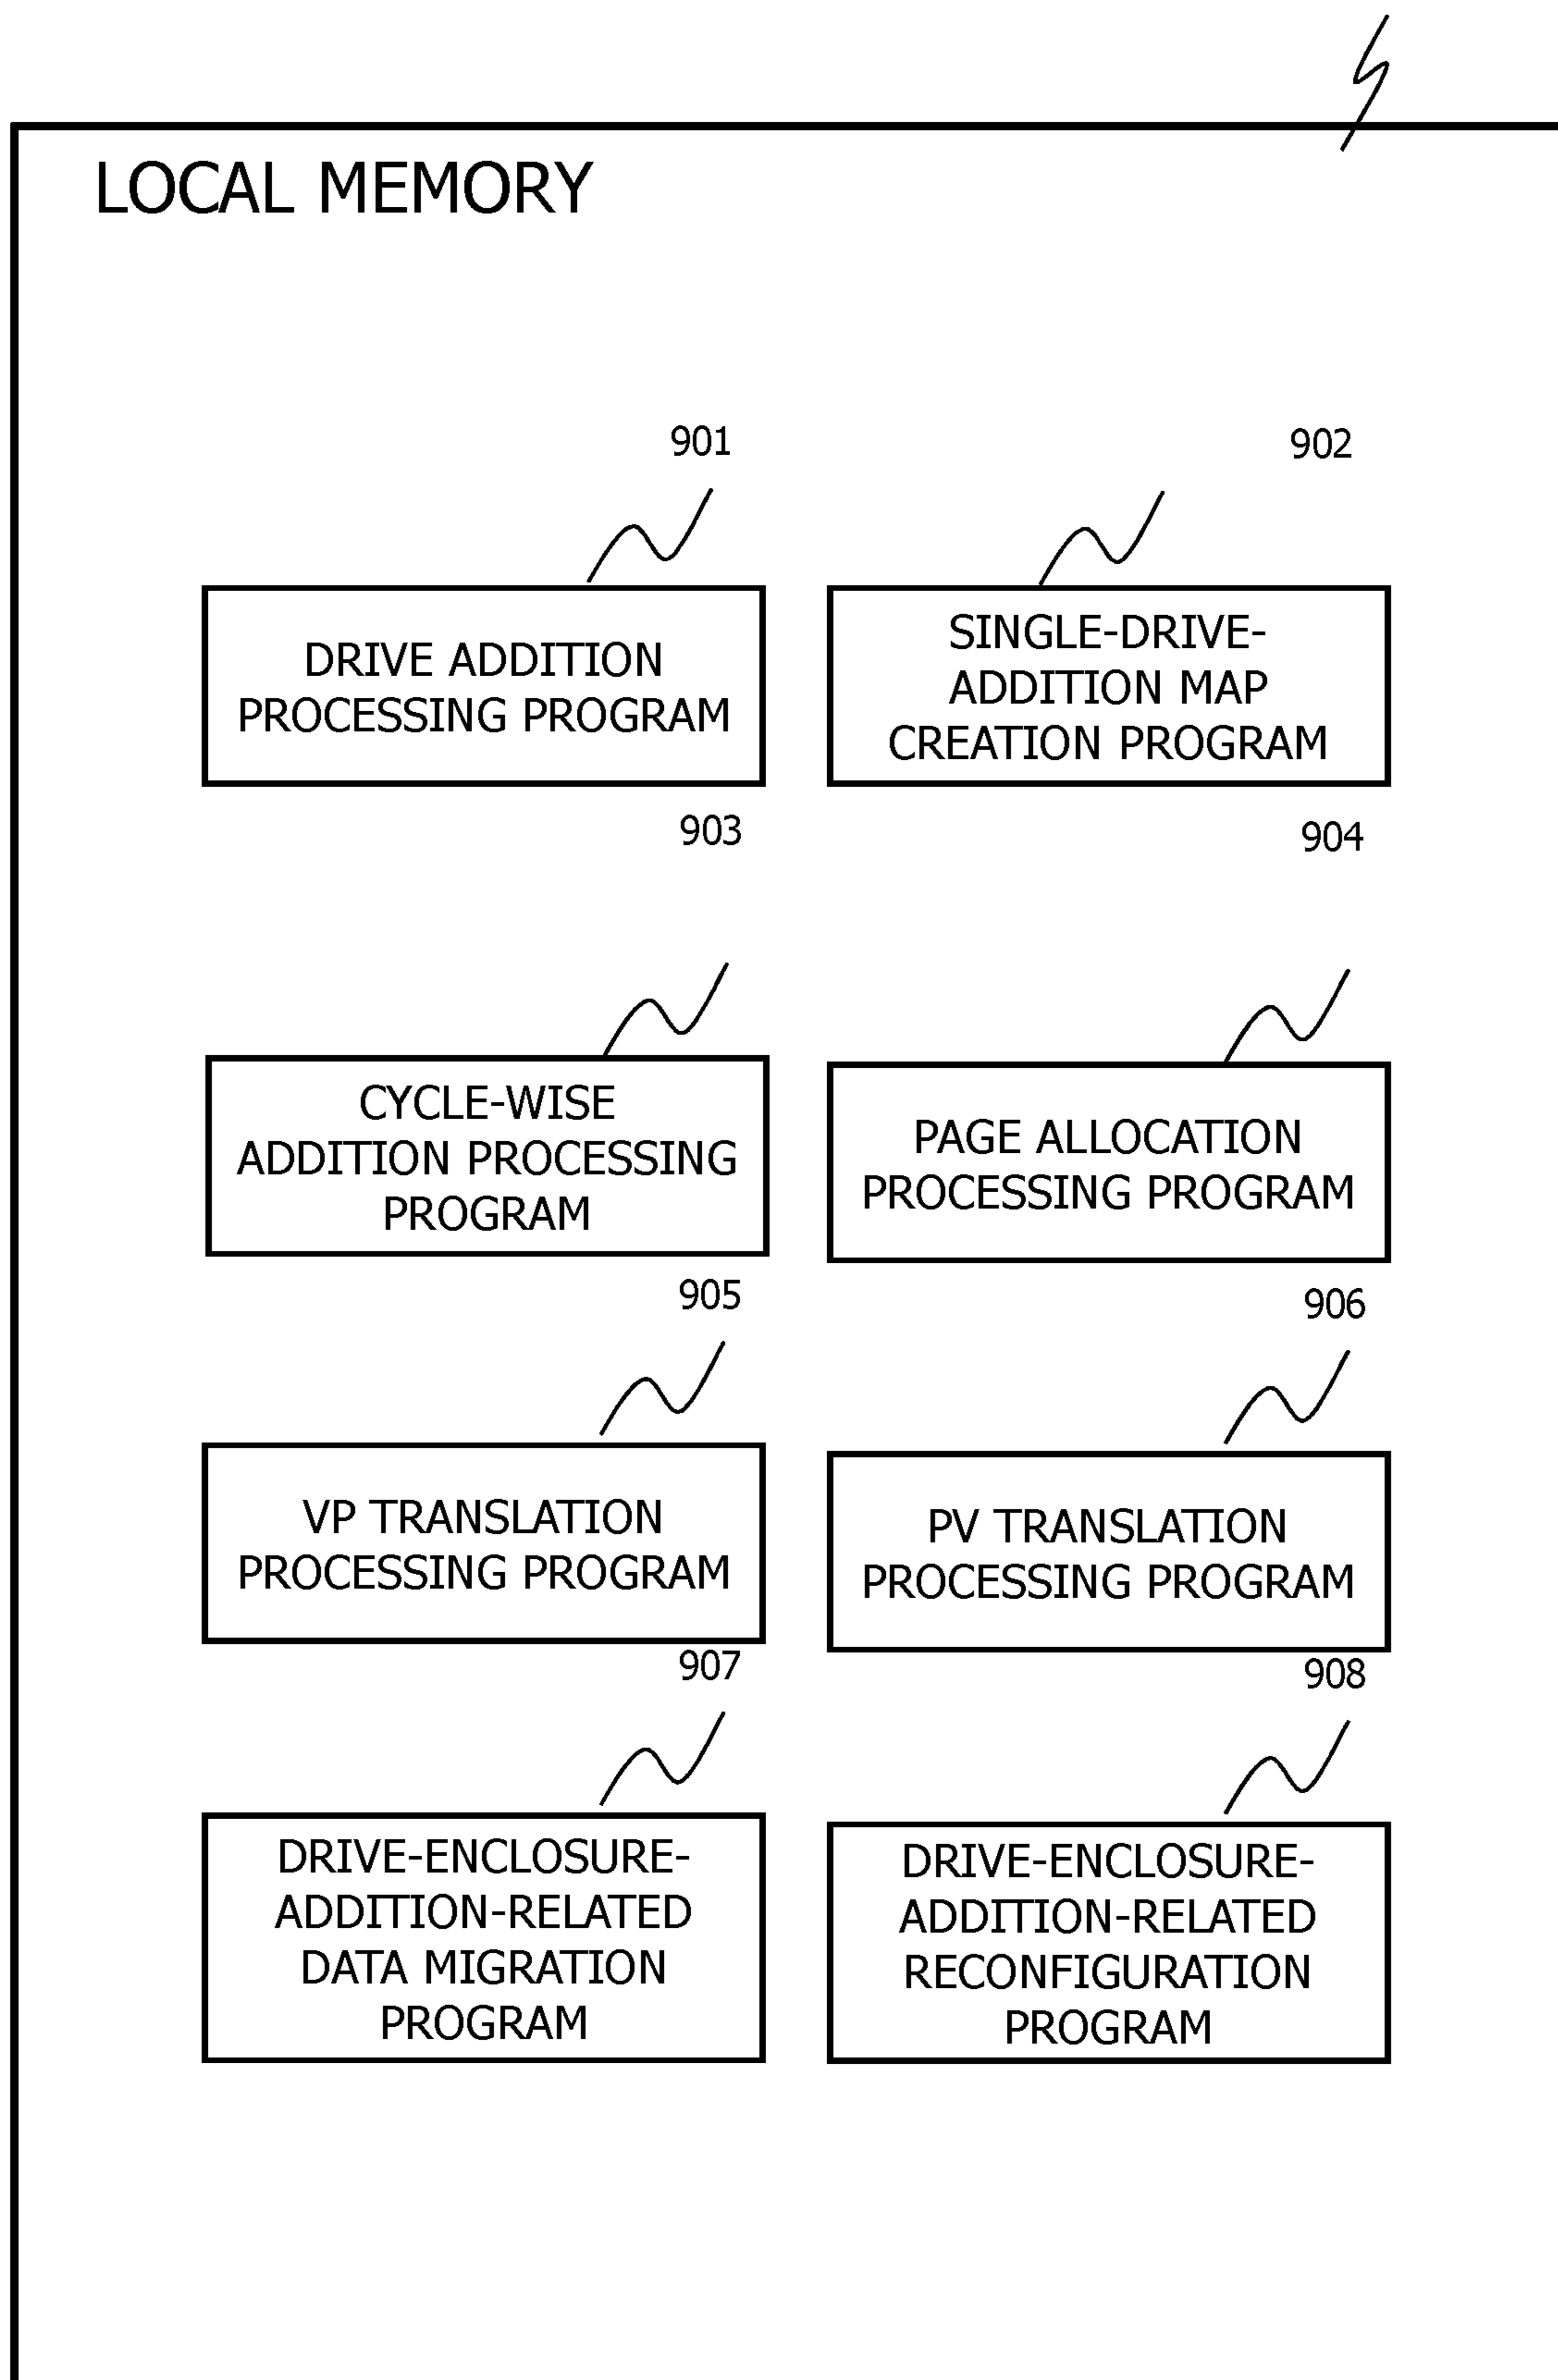 LOCAL MEMORY
901
902
DRIVE ADDITION
PROCESSING PROGRAM
SINGLE-DRIVE-
ADDITION MAP
CREATION PROGRAM
903
904
CYCLE-WISE
ADDITION PROCESSING
PROGRAM
PAGE ALLOCATION
PROCESSING PROGRAM
905
906
VP TRANSLATION
PROCESSING PROGRAM
PV TRANSLATION
PROCESSING PROGRAM
907
908
DRIVE-ENCLOSURE-
ADDITION-RELATED
DATA MIGRATION
PROGRAM
DRIVE-ENCLOSURE-
ADDITION-RELATED
RECONFIGURATION
PROGRAM